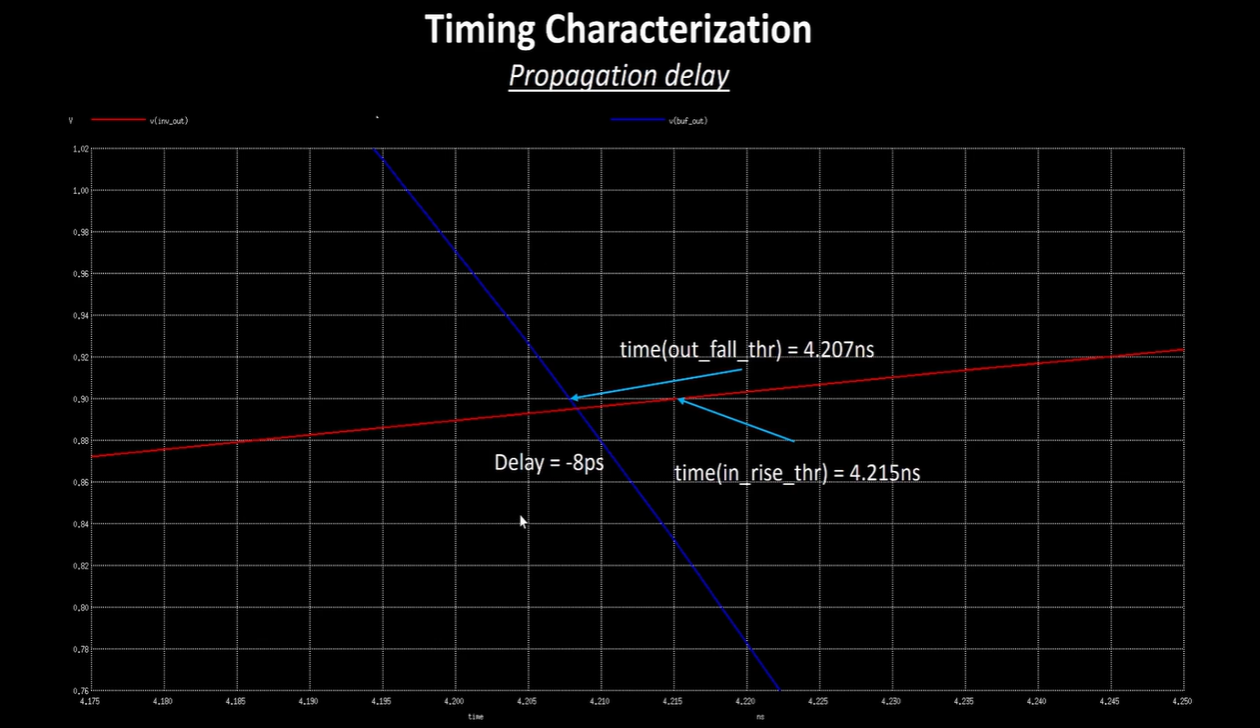 Timing Characterization
Propagation delay
V v(inv_out) v(buf_out)
1.02
1.00
0.98
0.96
0.94
time(out_fall_thr) = 4.207ns
0.92
0.90
0.88
Delay = -8ps
time(in_rise_thr) = 4.215ns
0.86
0.84
0.82
0.80
0.78
0.76
4.175 4.180 4.185 4.190 4.195 4.200 4.205 4.210 4.215 4.220 4.225 4.230 4.235 4.240 4.245 4.250
time ns